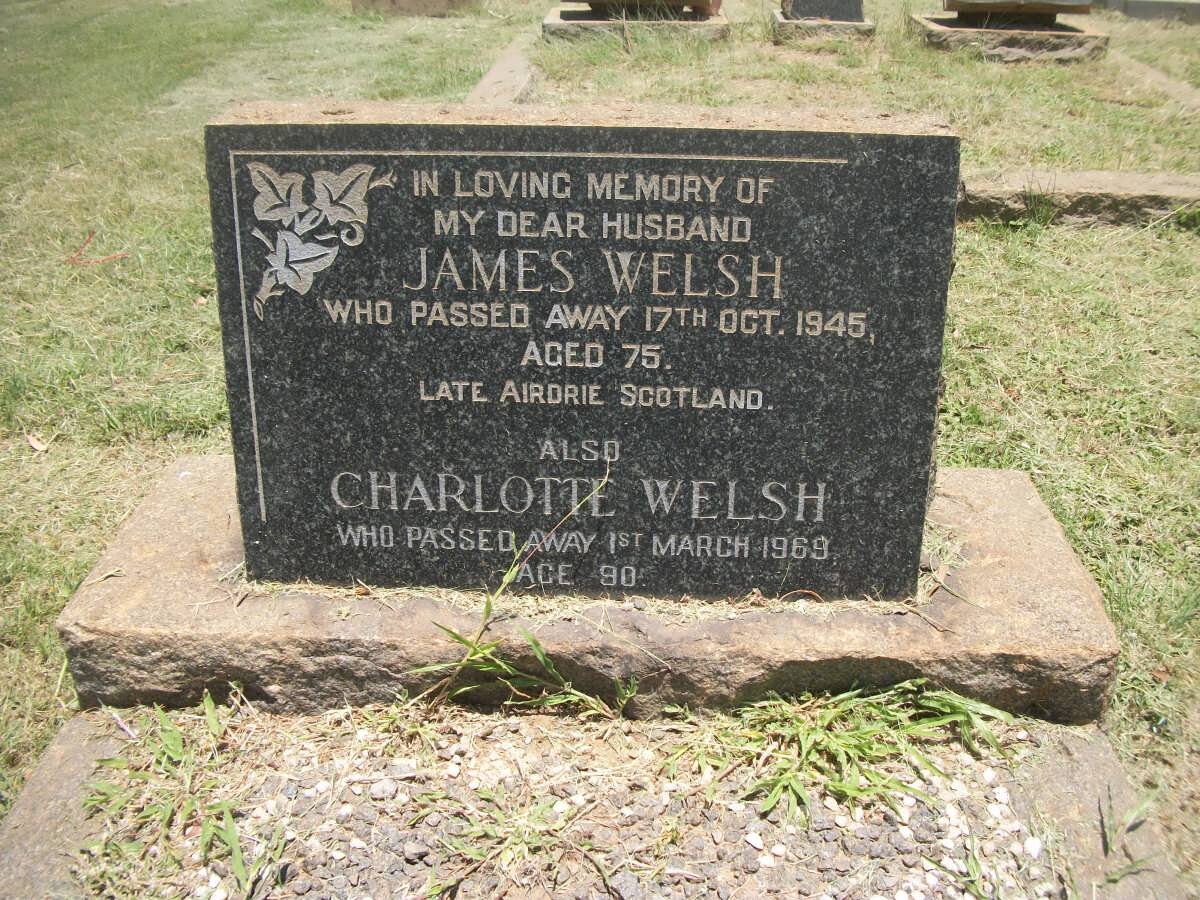 IN LOVING MEMORY OF
MY DEAR HUSBAND
JAMES WELSH
WHO PASSED AWAY 17TH OCT. 1945,
AGED 75.
LATE AIRDRIE SCOTLAND.
ALSO
CHARLOTTE WELSH
WHO PASSED AWAY 1ST MARCH 1969
AGE 90.